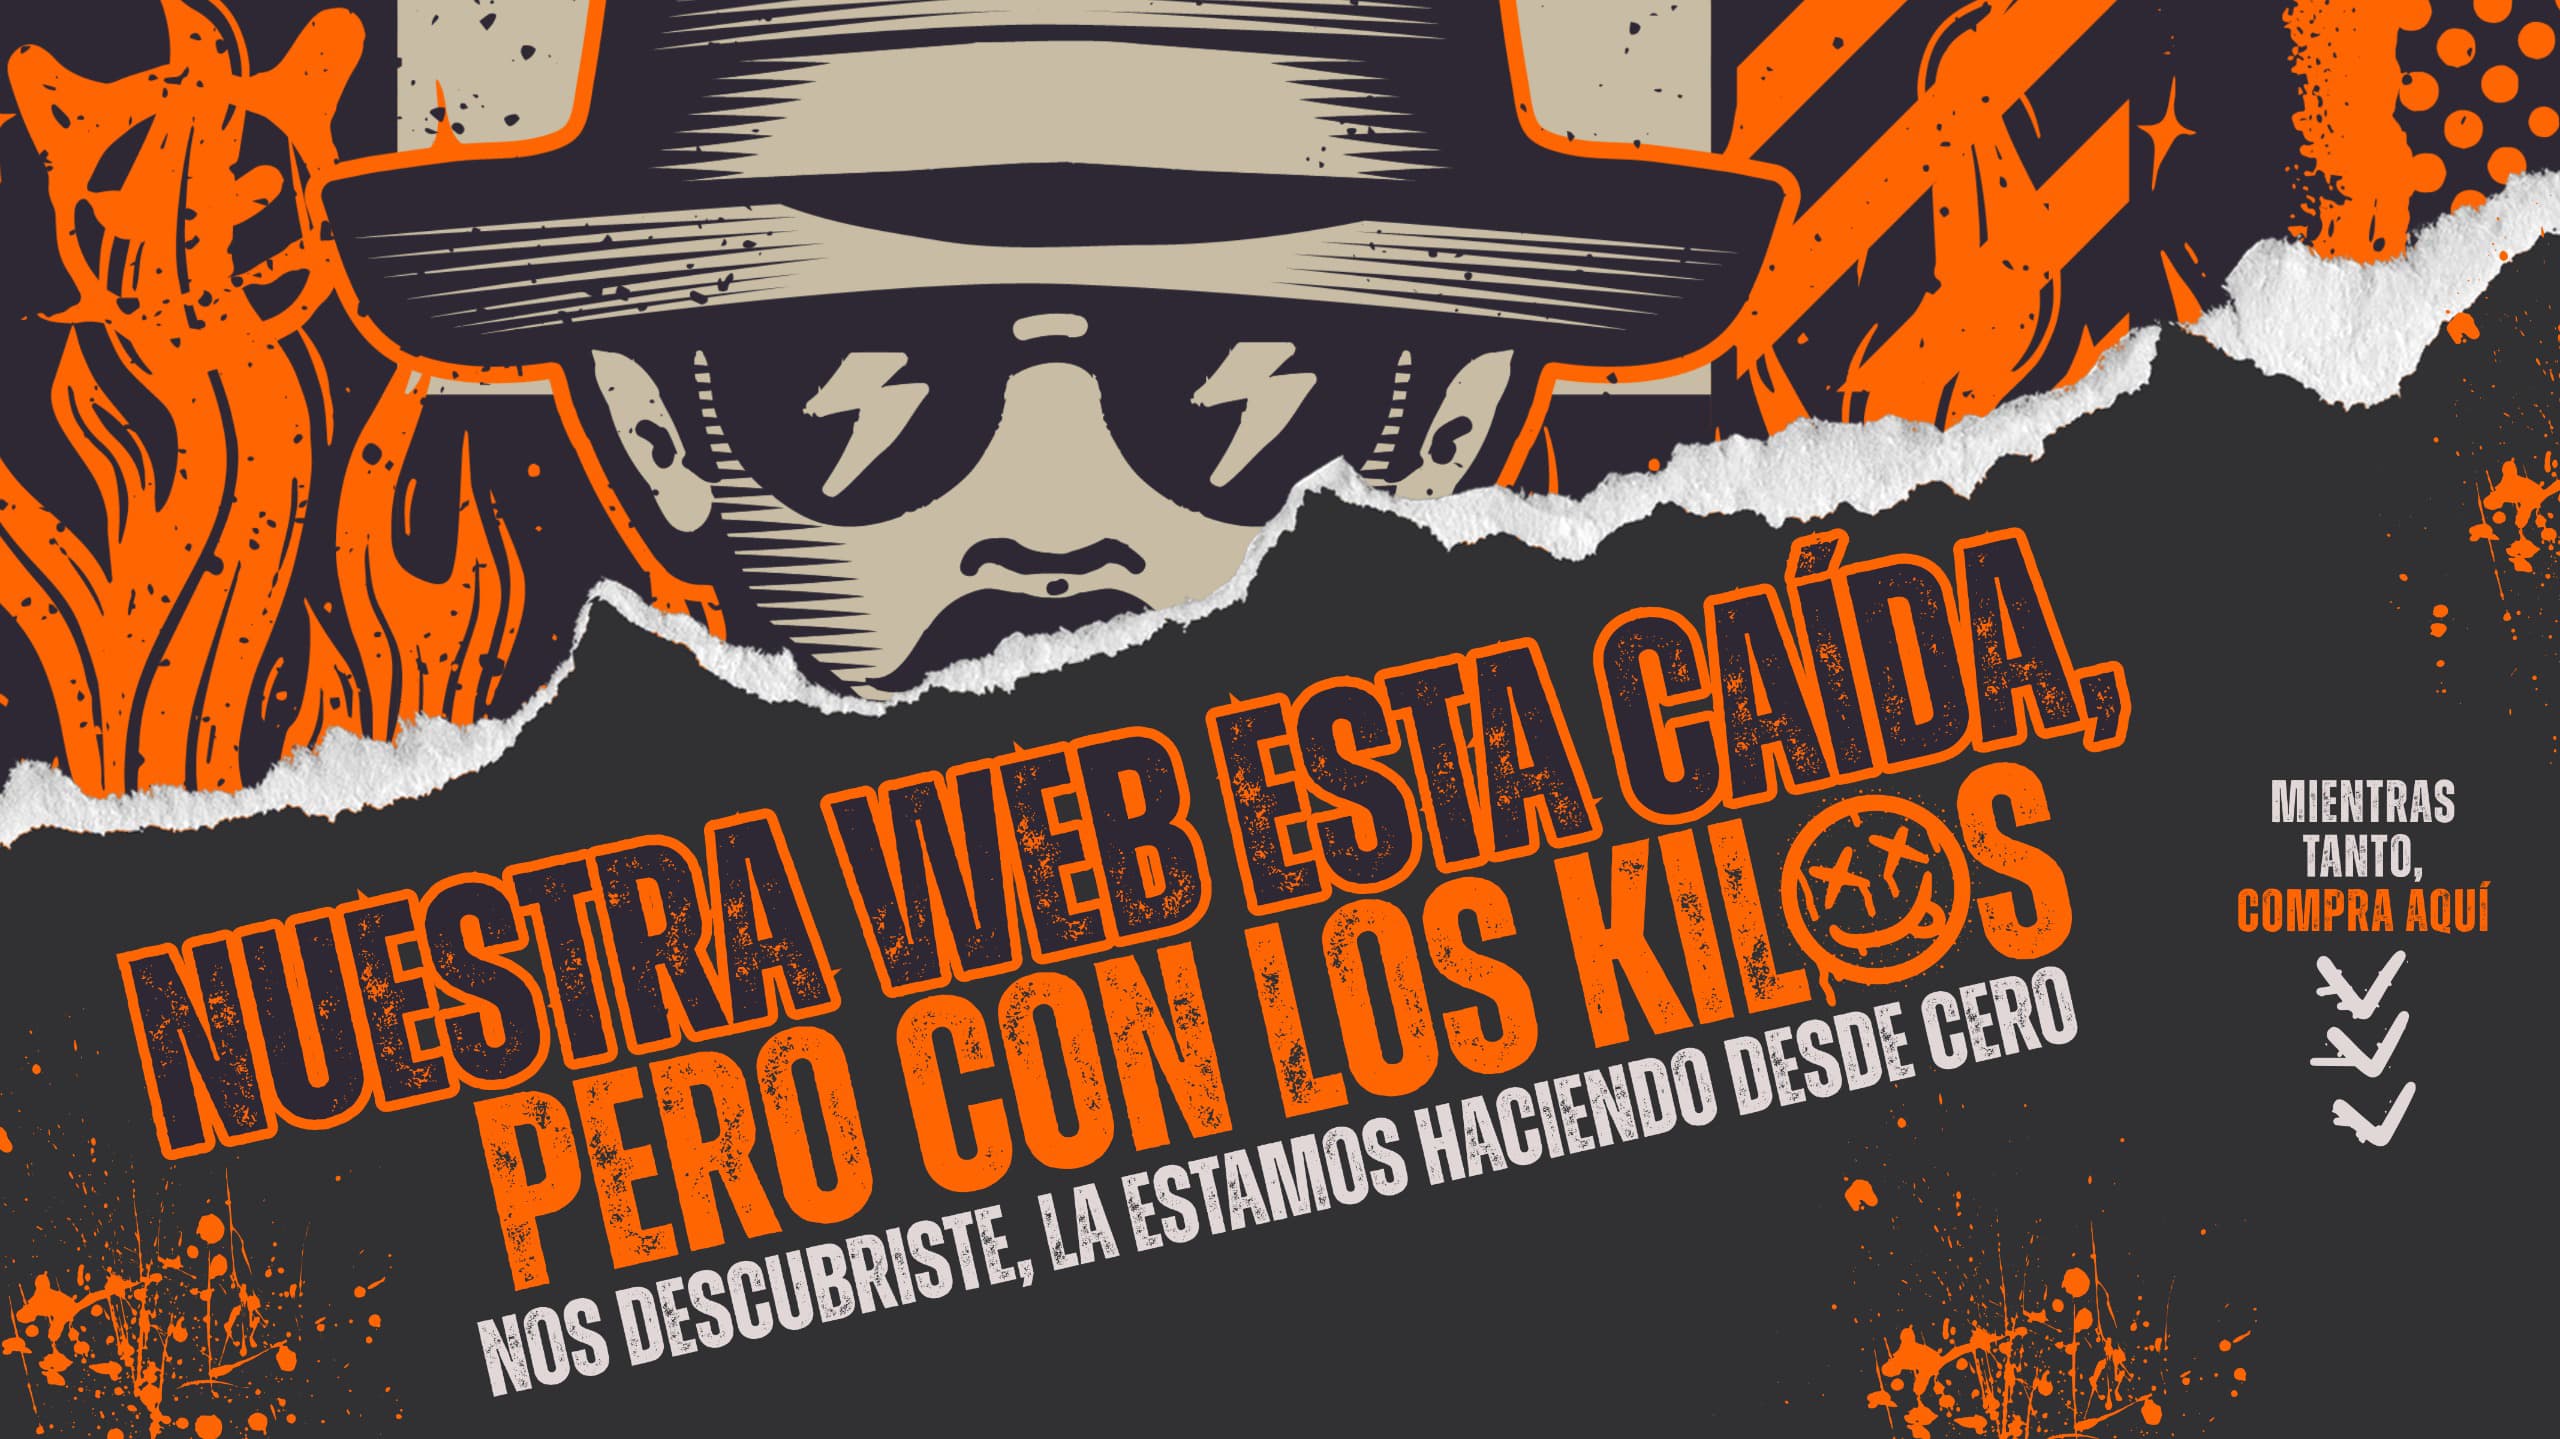 NUESTRA WEB ESTA CAÍDA,
PERO CON LOS KILOS
NOS DESCUBRISTE, LA ESTAMOS HACIENDO DESDE CERO
MIENTRAS
TANTO,
COMPRA AQUÍ